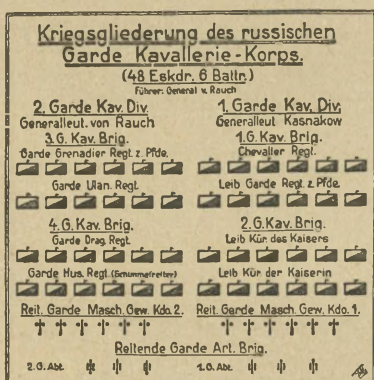 Kriegsgliederung des russischen
Garde Kavallerie-Korps.
(48 Eskdr. 6 Battr.)
Führer: General v. Rauch
2. Garde Kav. Div.
Generalleut. von Rauch
3. G. Kav. Brig.
Garde Grenadier Regt. z. Pfde.
Garde Ulan. Regt.
4. G. Kav. Brig.
Garde Drag. Regt.
Garde Hus. Regt. (Schimmelreiter)
Reit. Garde Masch. Gew. Kdo. 2.
1. Garde Kav. Div.
Generalleut Kasnakow
1. G. Kav. Brig.
Chevalier Regt.
Leib Garde Regt. z. Pfde.
2. G. Kav. Brig.
Leib Kür. des Kaisers
Leib Kür. der Kaiserin
Reit. Garde Masch. Gew. Kdo. 1.
Reitende Garde Art. Brig.
2. G. Abt.
1. G. Abt.